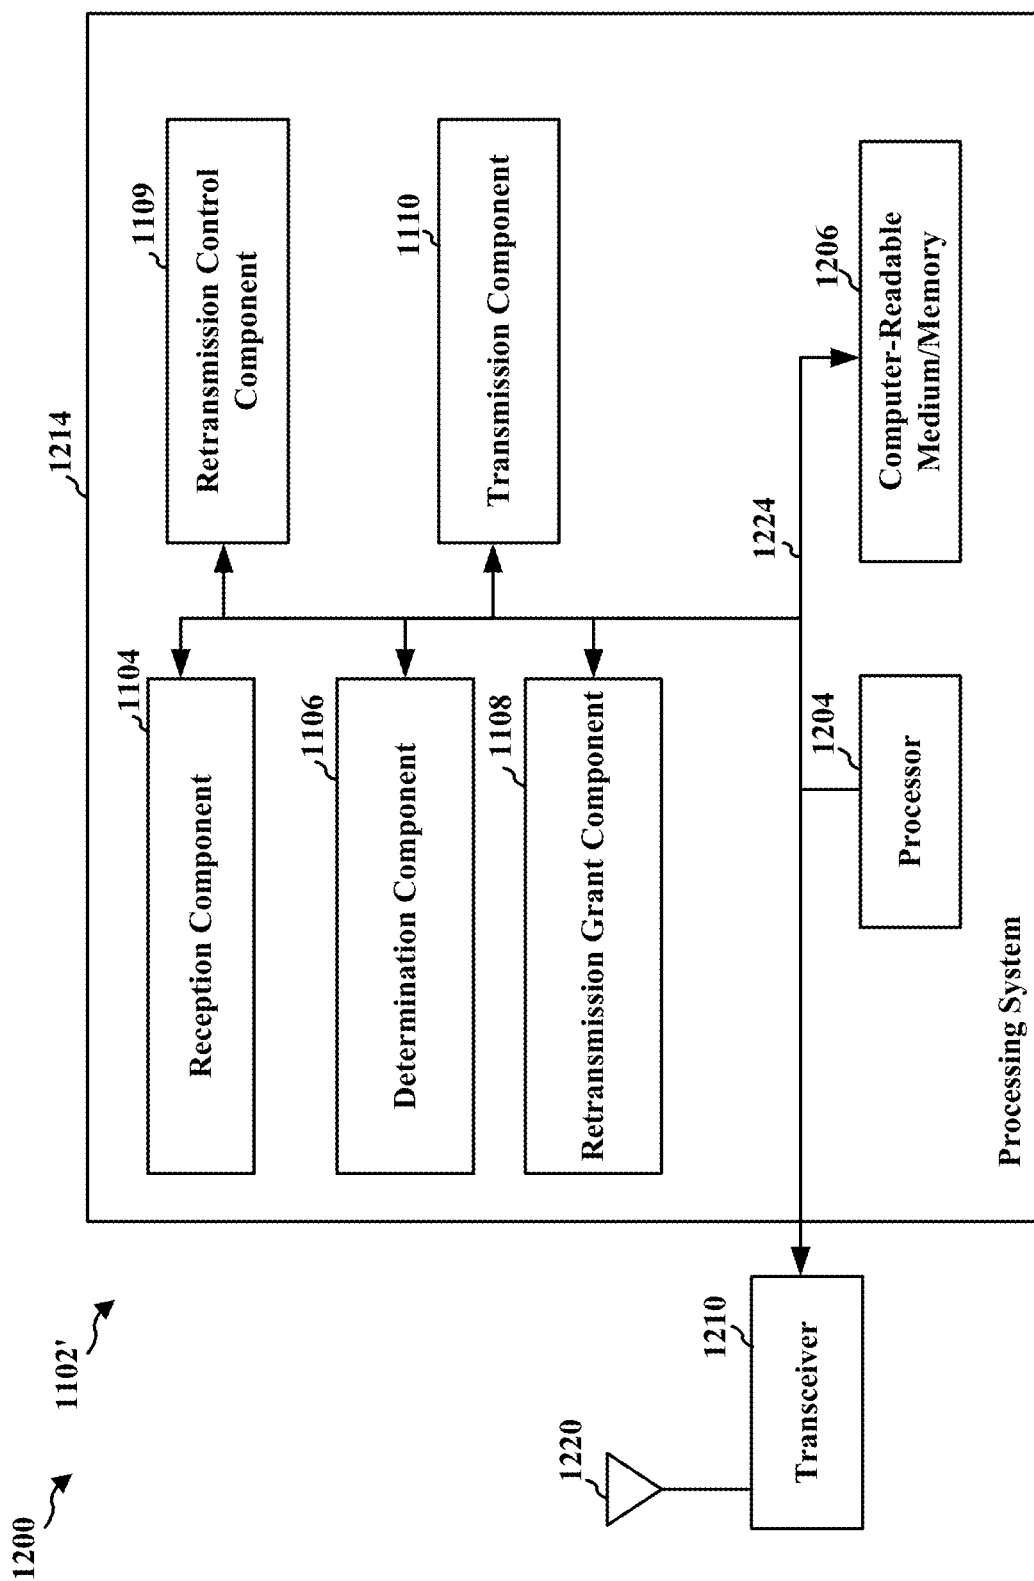 1200
1102'
1214
1104
Reception Component
1109
Retransmission Control
Component
1106
Determination Component
1110
Transmission Component
1108
Retransmission Grant Component
1220
1210
Transceiver
1224
1204
Processor
1206
Computer-Readable
Medium/Memory
Processing System